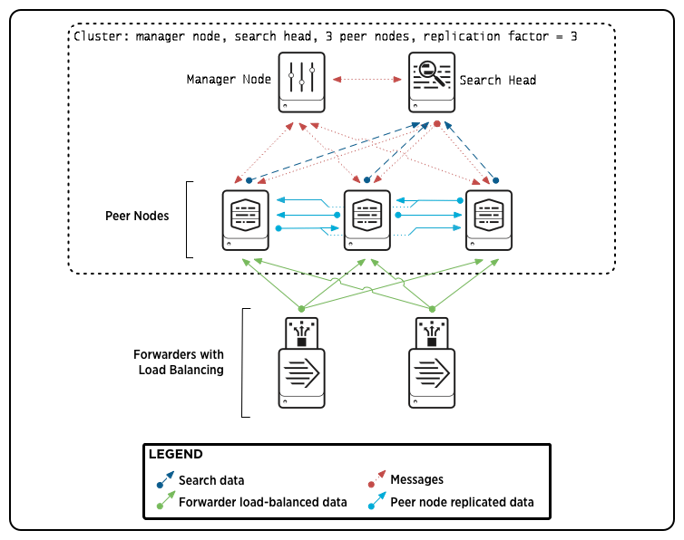 Cluster: manager node, search head, 3 peer nodes, replication factor = 3
Manager Node
Search Head
Peer Nodes
Forwarders with
Load Balancing
LEGEND
Search data
Messages
Forwarder load-balanced data
Peer node replicated data